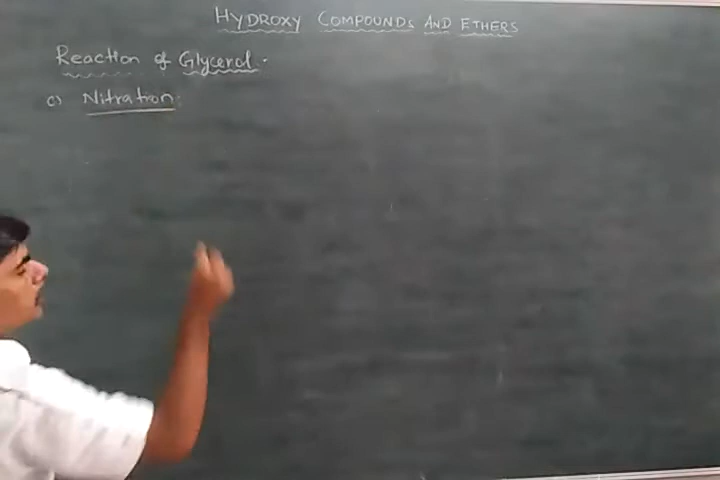 HYDROXY COMPOUNDS AND ETHERS
Reaction of Glycerol.
a) Nitration: